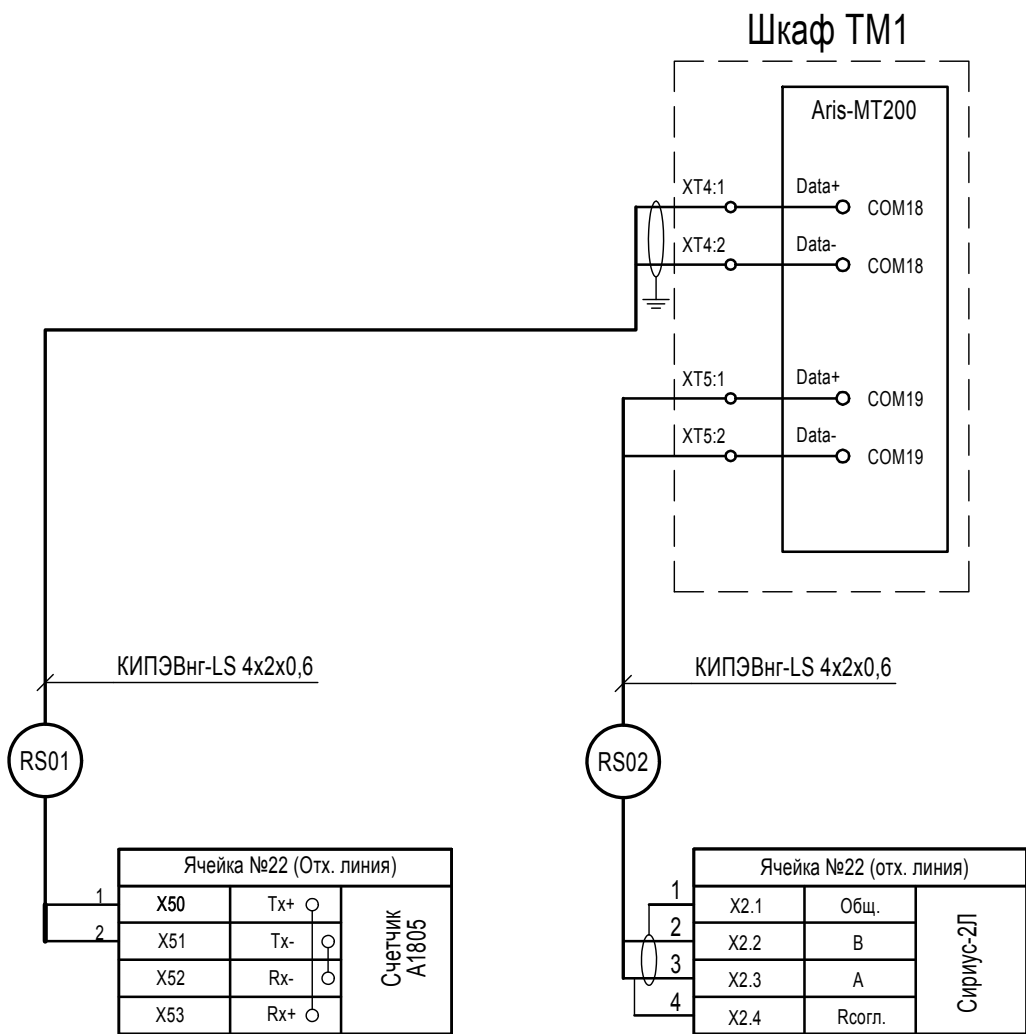 Шкаф ТМ1
Aris-MT200
XT4:1 Data+ COM18
XT4:2 Data- COM18
XT5:1 Data+ COM19
XT5:2 Data- COM19
КИПЭВнг-LS 4x2x0,6
КИПЭВнг-LS 4x2x0,6
RS01
RS02
Ячейка №22 (Отх. линия)
1 X50 Tx+
2 X51 Tx-
X52 Rx-
X53 Rx+
Счетчик
А1805
Ячейка №22 (отх. линия)
1 X2.1 Общ.
2 X2.2 B
3 X2.3 A
4 X2.4 Rсогл.
Сириус-2Л